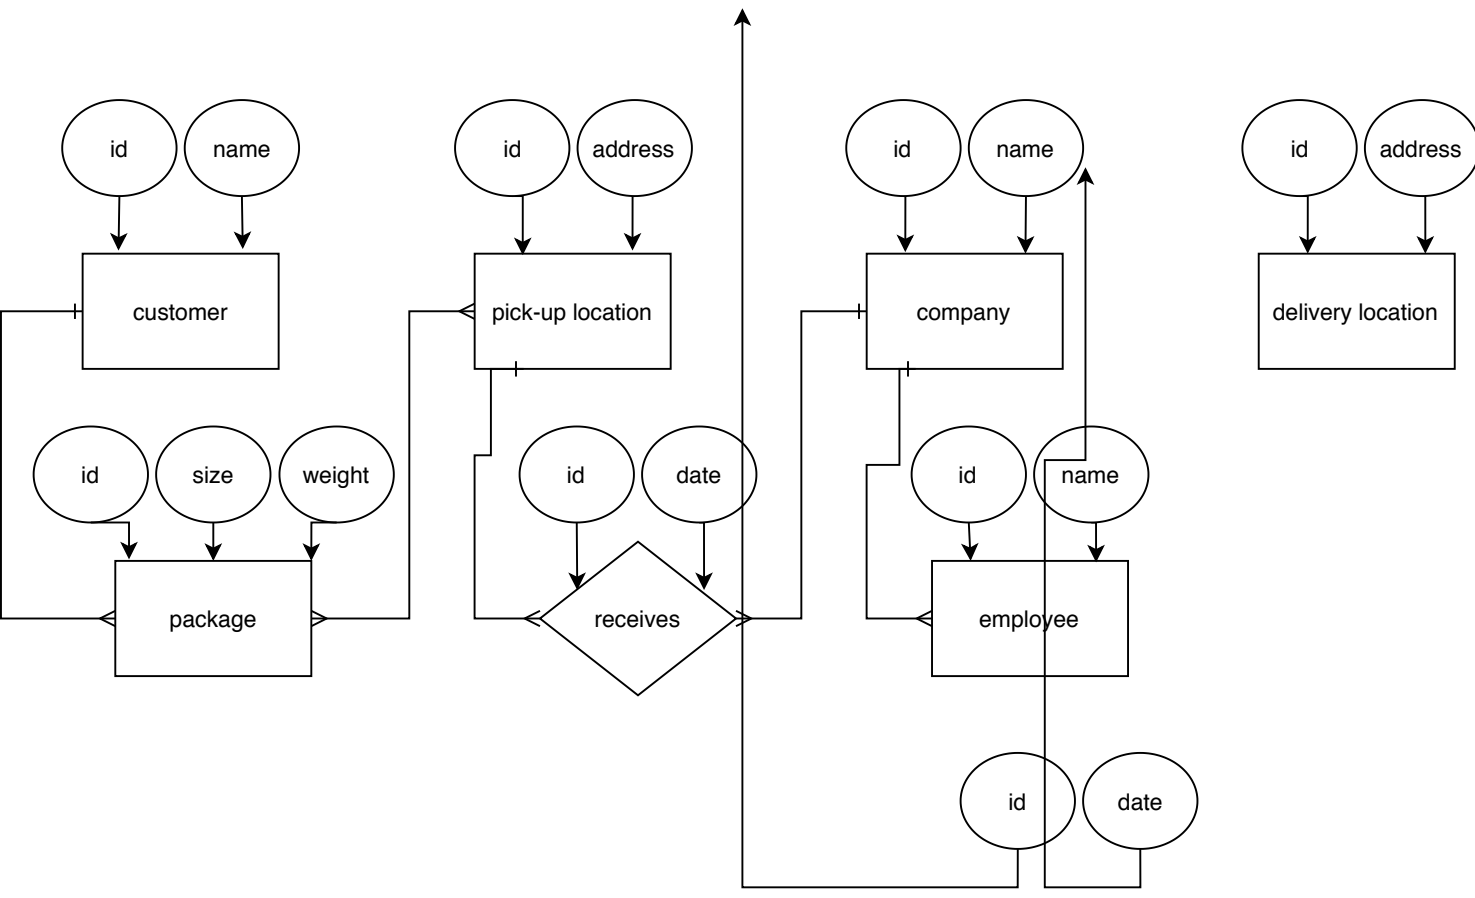 id
name
id
address
id
name
id
address
customer
pick-up location
company
delivery location
id
size
weight
id
date
id
name
package
receives
employee
id
date